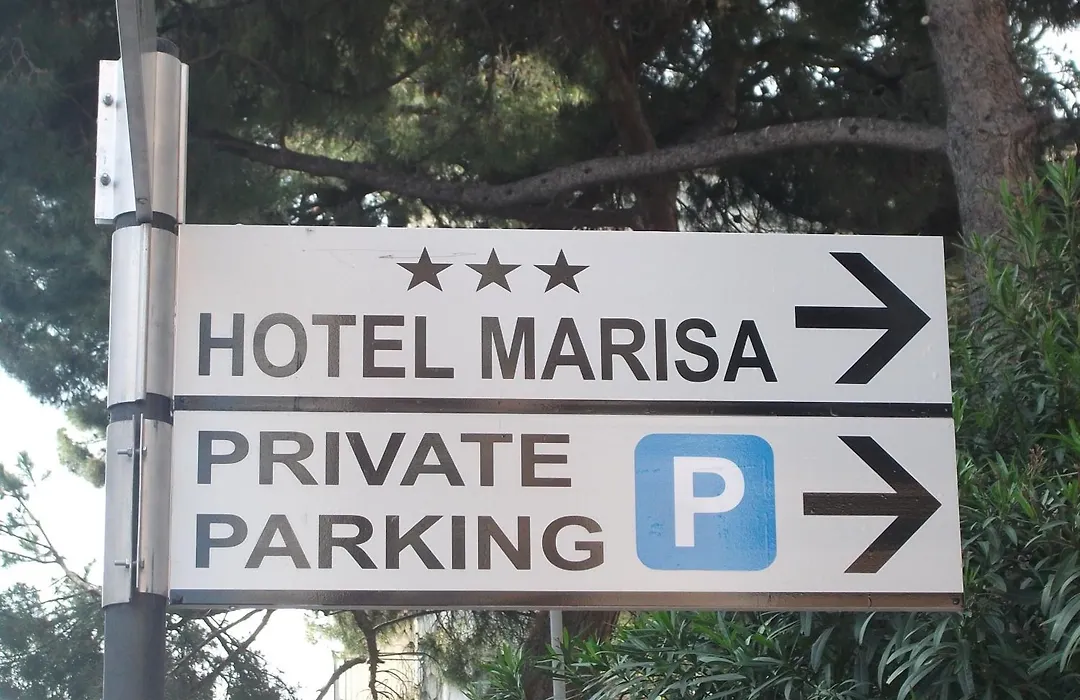 ★★★
HOTEL MARISA
PRIVATE
PARKING
P